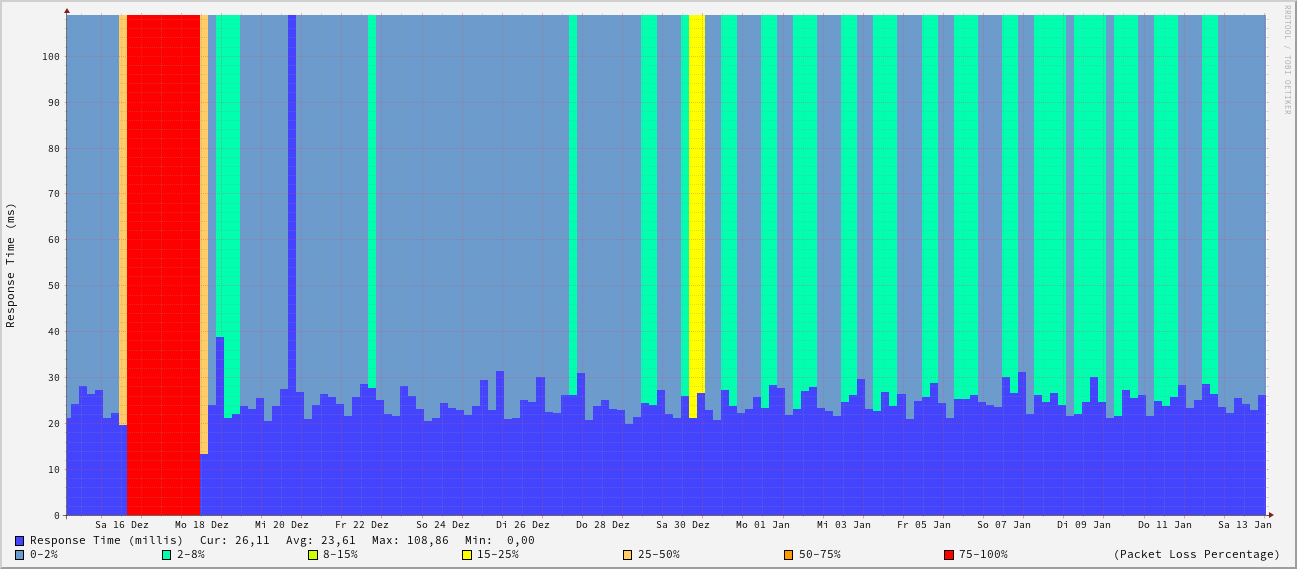 RRDTOOL / TOBI OETIKER
Response Time (ms)
100
90
80
70
60
50
40
30
20
10
0
Sa 16 Dez Mo 18 Dez Mi 20 Dez Fr 22 Dez So 24 Dez Di 26 Dez Do 28 Dez Sa 30 Dez Mo 01 Jan Mi 03 Jan Fr 05 Jan So 07 Jan Di 09 Jan Do 11 Jan Sa 13 Jan
Response Time (millis) Cur: 26,11 Avg: 23,61 Max: 108,86 Min: 0,00
0-2% 2-8% 8-15% 15-25% 25-50% 50-75% 75-100% (Packet Loss Percentage)